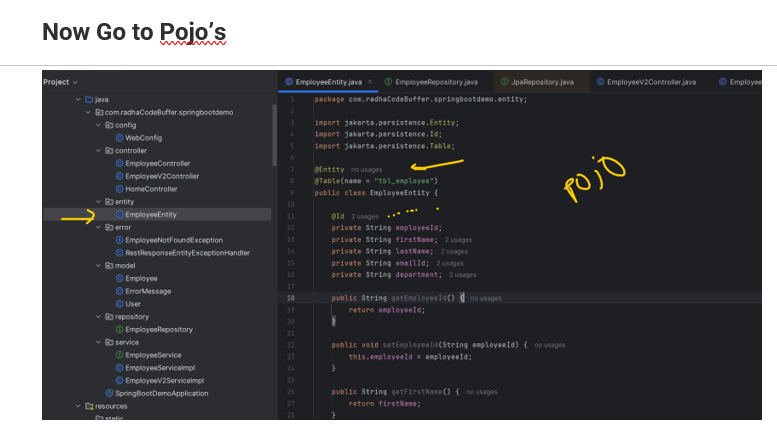 Now Go to Pojo's
Project
java
com.radhaCodeBuffer.springbootdemo
config
WebConfig
controller
EmployeeController
EmployeeV2Controller
HomeController
entity
EmployeeEntity
error
EmployeeNotFoundException
RestResponseEntityExceptionHandler
model
Employee
ErrorMessage
User
repository
EmployeeRepository
service
EmployeeService
EmployeeServiceImpl
EmployeeV2ServiceImpl
SpringBootDemoApplication
resources
static
EmployeeEntity.java × EmployeeRepository.java JpaRepository.java EmployeeV2Controller.java Employee
1 package com.radhaCodeBuffer.springbootdemo.entity;
2
3 import jakarta.persistence.Entity;
4 import jakarta.persistence.Id;
5 import jakarta.persistence.Table;
6
7 @Entity no usages
8 @Table(name = "tbl_employee")
9 public class EmployeeEntity {
10
11 @Id 2 usages
12 private String employeeId;
13 private String firstName; 2 usages
14 private String lastName; 2 usages
15 private String emailId; 2 usages
16 private String department; 2 usages
17
18 public String getEmployeeId() { no usages
19 return employeeId;
20 }
21
22 public void setEmployeeId(String employeeId) { no usages
23 this.employeeId = employeeId;
24 }
25
26 public String getFirstName() { no usages
27 return firstName;
28 }
pojo